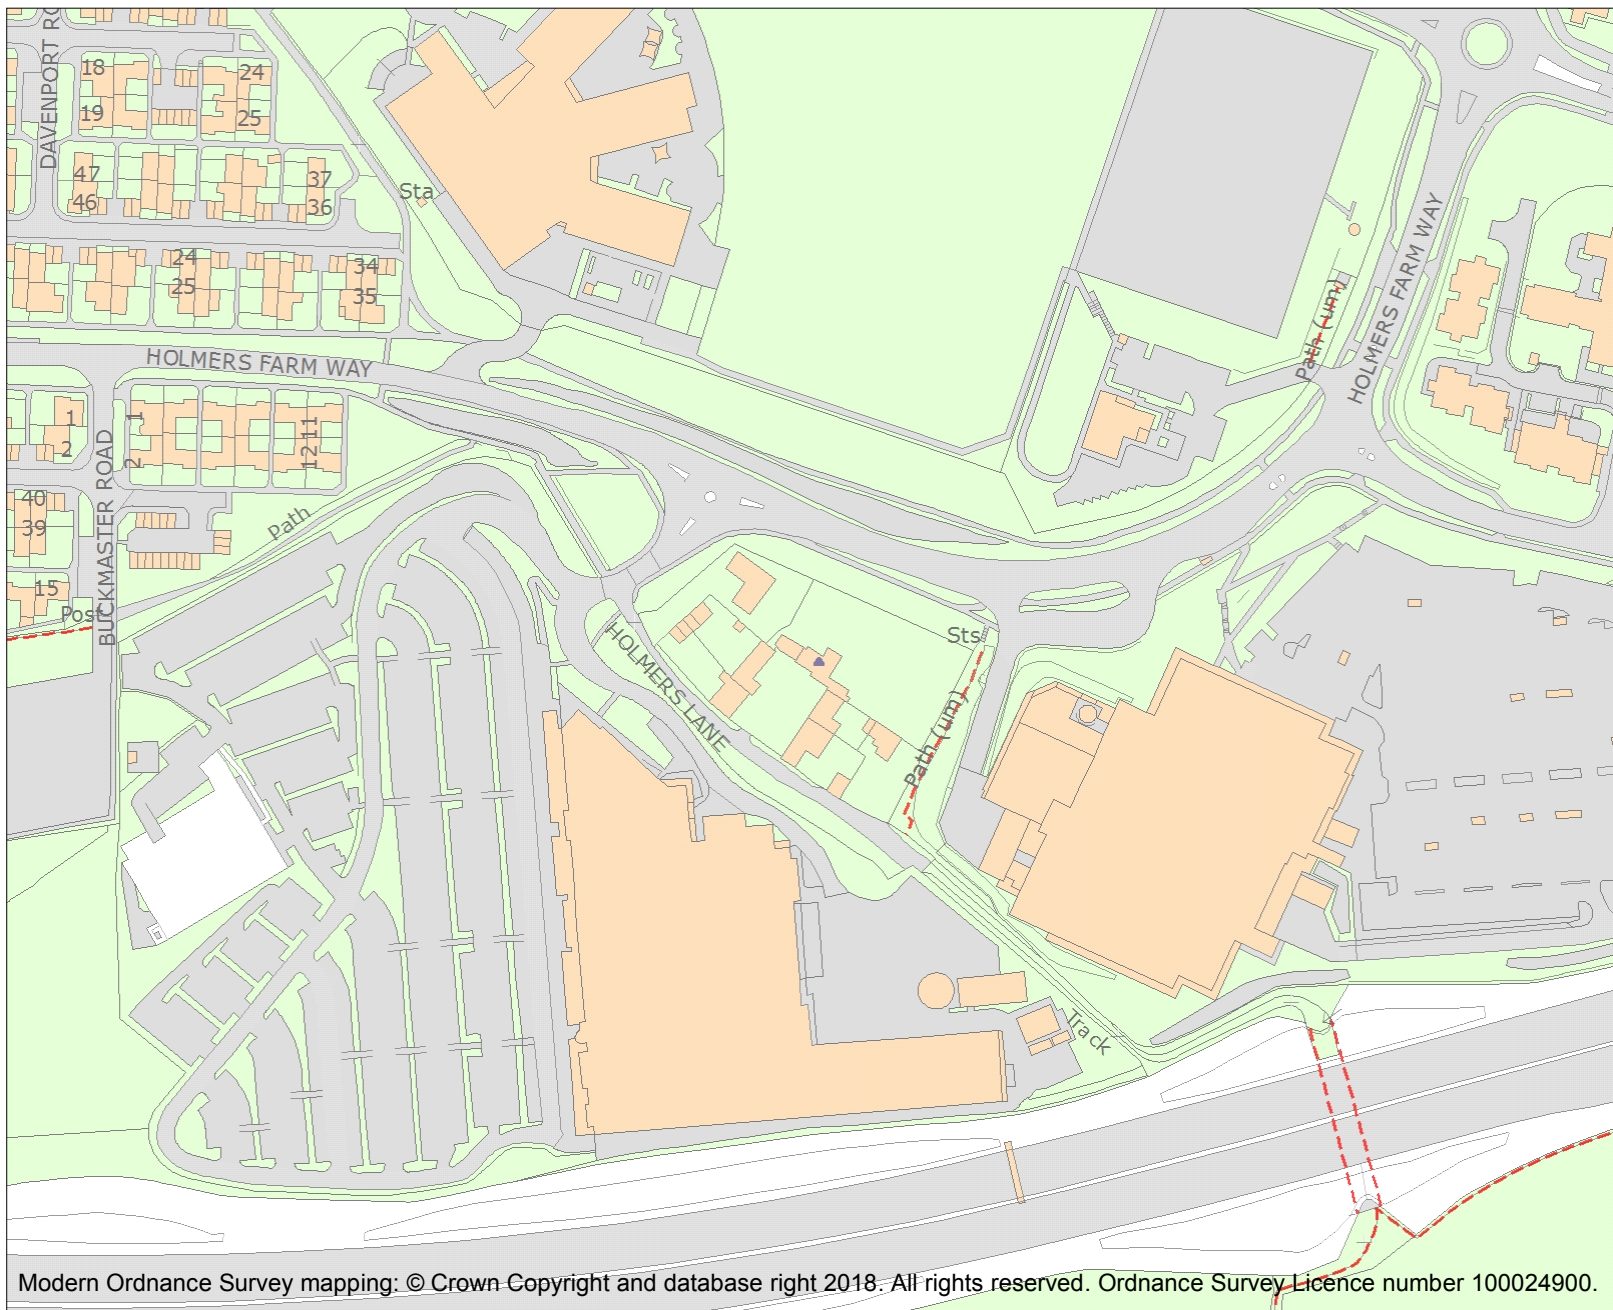 DAVENPORT RO
18
24
19
25
47
37
46
36
Sta
24
34
25
35
HOLMERS FARM WAY
HOLMERS FARM WAY
Path (um)
1
2
BUCKMASTER ROAD
1
2
11
12
40
39
Path
15
Post
HOLMERS LANE
Sts
Path (um)
Track
Modern Ordnance Survey mapping: © Crown Copyright and database right 2018. All rights reserved. Ordnance Survey Licence number 100024900.